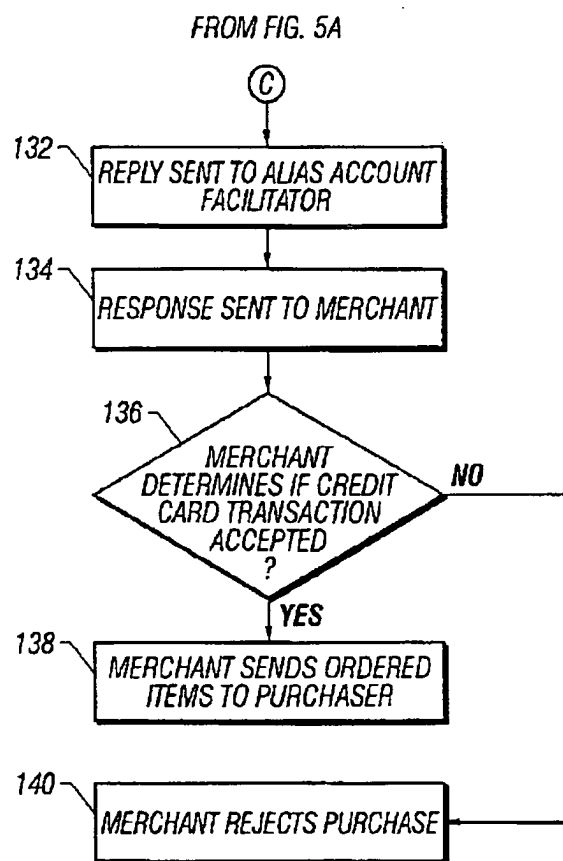 FROM FIG. 5A
C
132
REPLY SENT TO ALIAS ACCOUNT
FACILITATOR
134
RESPONSE SENT TO MERCHANT
136
MERCHANT
DETERMINES IF CREDIT
CARD TRANSACTION
ACCEPTED
?
NO
YES
138
MERCHANT SENDS ORDERED
ITEMS TO PURCHASER
140
MERCHANT REJECTS PURCHASE